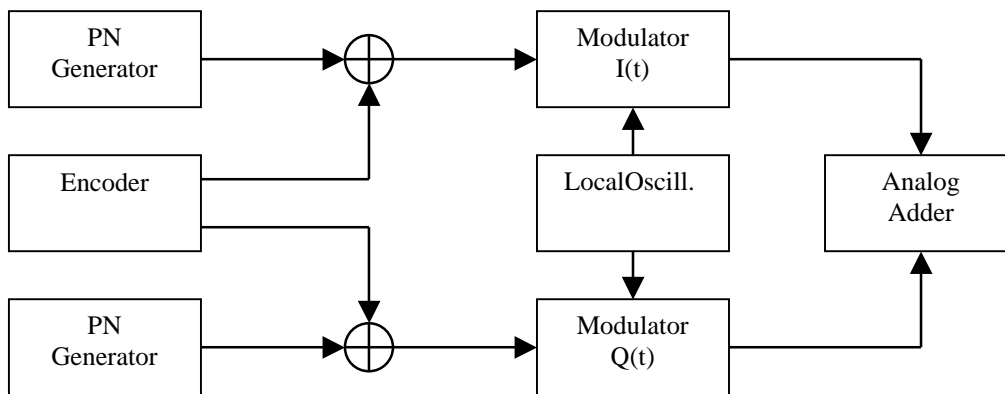 PN
Generator
Modulator
I(t)
Encoder
LocalOscill.
Analog
Adder
PN
Generator
Modulator
Q(t)